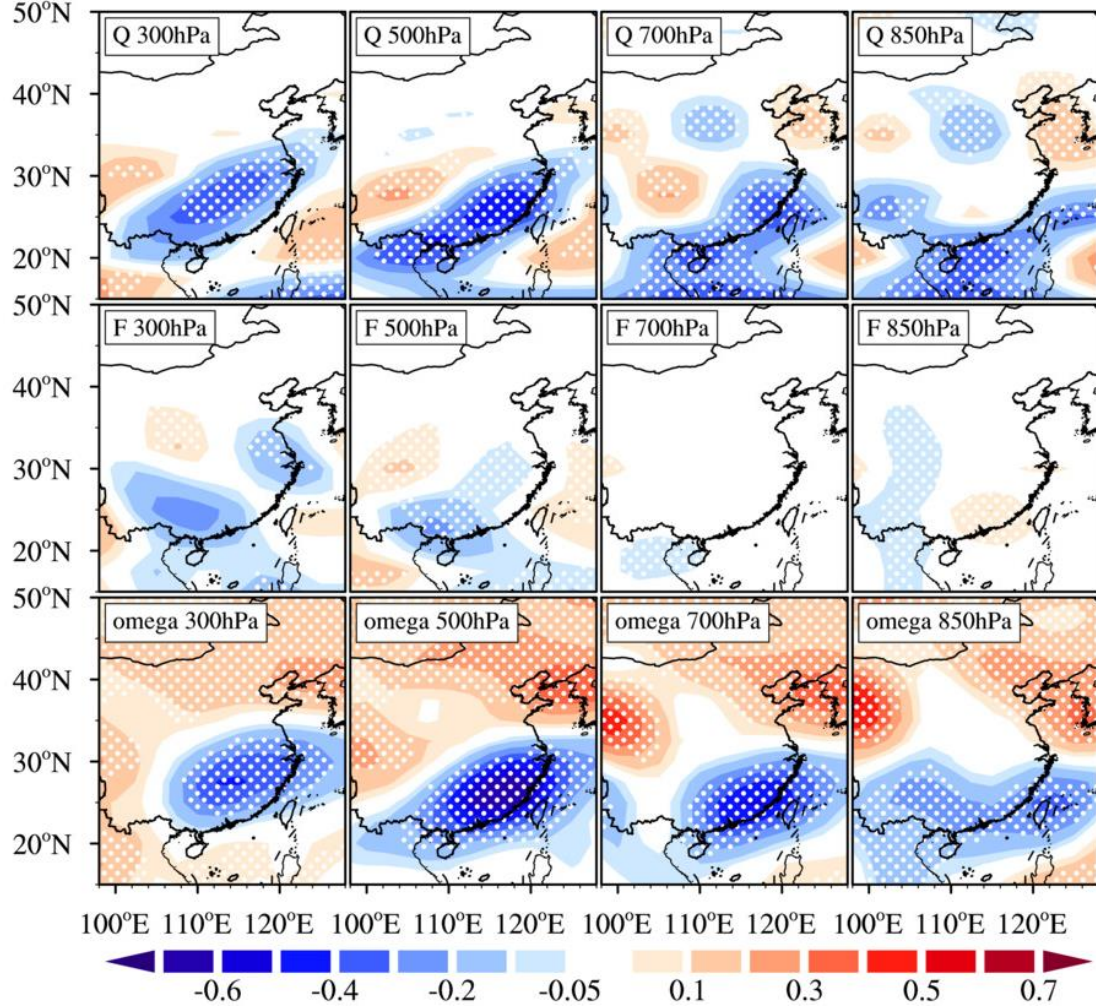 50°N
Q 300hPa
Q 500hPa
Q 700hPa
Q 850hPa
40°N
30°N
20°N
50°N
F 300hPa
F 500hPa
F 700hPa
F 850hPa
40°N
30°N
20°N
50°N
omega 300hPa
omega 500hPa
omega 700hPa
omega 850hPa
40°N
30°N
20°N
100°E 110°E 120°E 100°E 110°E 120°E 100°E 110°E 120°E 100°E 110°E 120°E
-0.6 -0.4 -0.2 -0.05 0.1 0.3 0.5 0.7